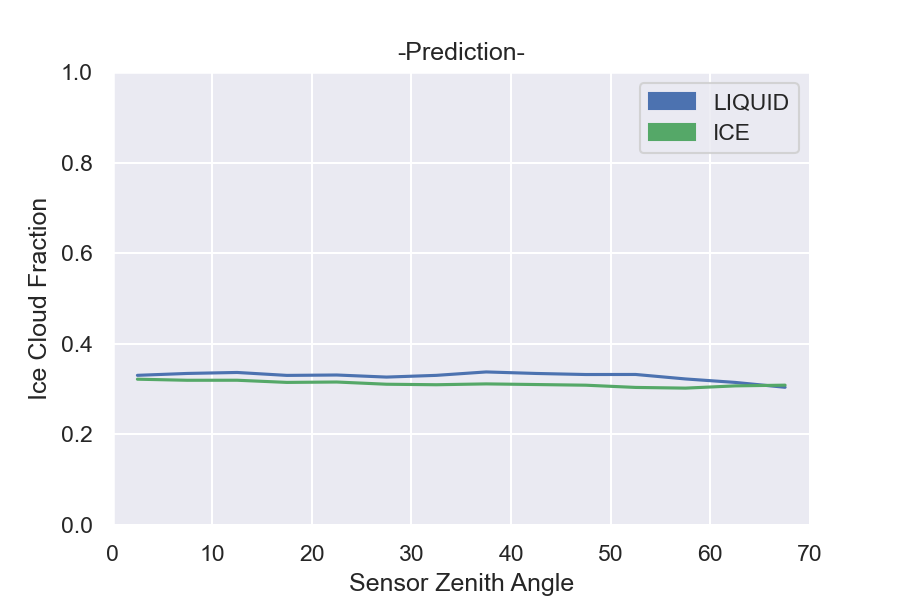 -Prediction-
LIQUID
ICE
Ice Cloud Fraction
1.0
0.8
0.6
0.4
0.2
0.0
0 10 20 30 40 50 60 70
Sensor Zenith Angle